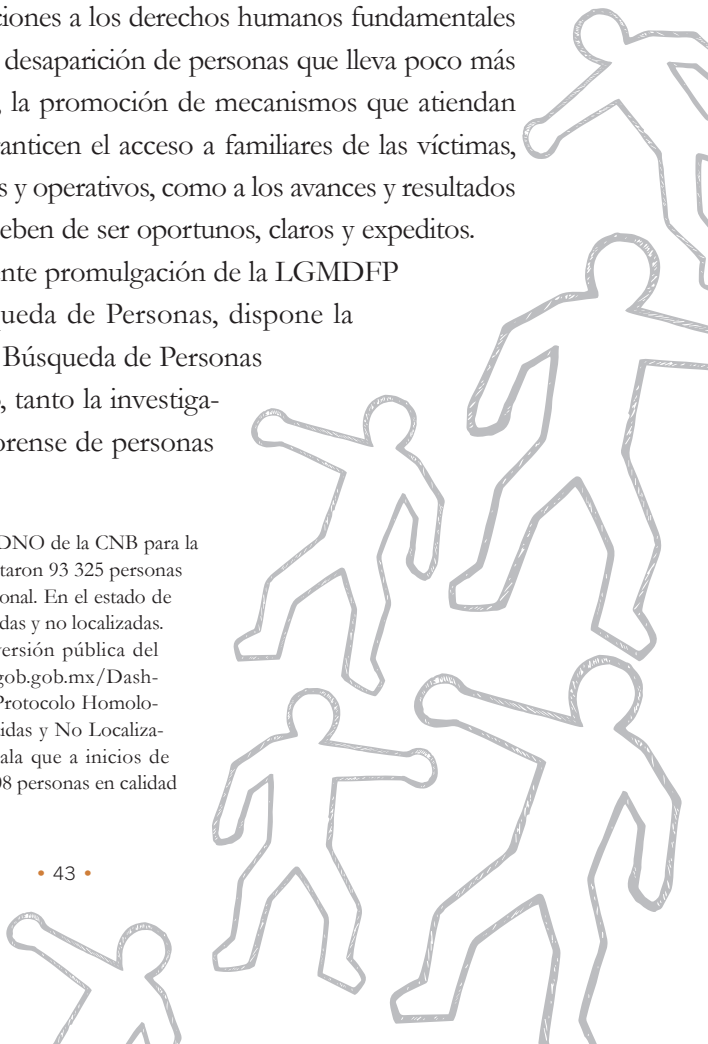 ciones a los derechos humanos fundamentales
desaparición de personas que lleva poco más
, la promoción de mecanismos que atiendan
ranticen el acceso a familiares de las víctimas,
s y operativos, como a los avances y resultados
eben de ser oportunos, claros y expeditos.
nte promulgación de la LGMDFP
queda de Personas, dispone la
Búsqueda de Personas
, tanto la investiga-
orense de personas
DNO de la CNB para la
taron 93 325 personas
onal. En el estado de
das y no localizadas.
ersión pública del
gob.gob.mx/Dash-
Protocolo Homolo-
idas y No Localiza-
ala que a inicios de
08 personas en calidad
• 43 •